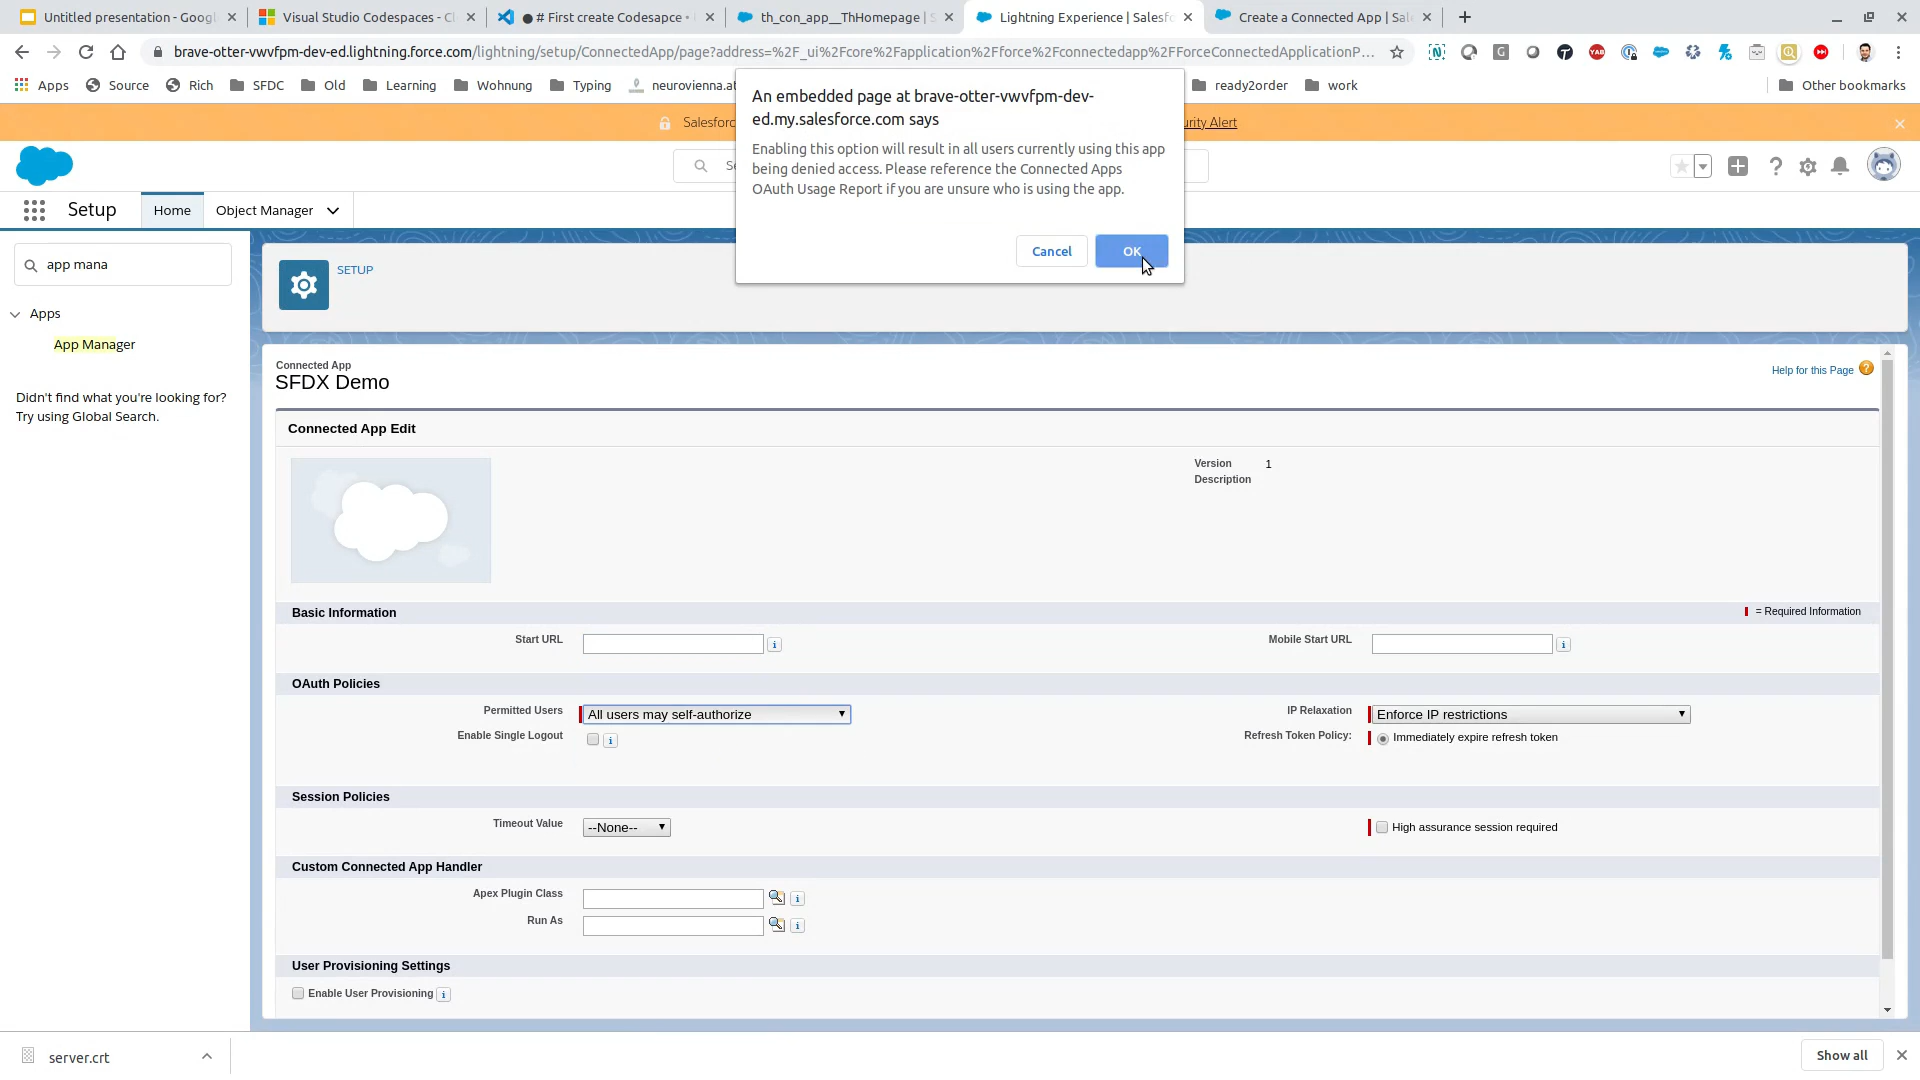 Untitled presentation - Googl
Visual Studio Codespaces - C
● # First create Codesapce •
th_con_app__ThHomepage | S
Lightning Experience | Salesfo
Create a Connected App | Sal
brave-otter-vwvfpm-dev-ed.lightning.force.com/lightning/setup/ConnectedApp/page?address=%2F_ui%2Fcore%2Fapplication%2Fforce%2Fconnectedapp%2FForceConnectedApplicationP...
Apps
Source
Rich
SFDC
Old
Learning
Wohnung
Typing
neurovienna.at
ready2order
work
Other bookmarks
An embedded page at brave-otter-vwvfpm-dev-
ed.my.salesforce.com says
Enabling this option will result in all users currently using this app
being denied access. Please reference the Connected Apps
OAuth Usage Report if you are unsure who is using the app.
Cancel
OK
Salesforc
urity Alert
Se
Setup
Home
Object Manager
app mana
Apps
App Manager
Didn't find what you're looking for?
Try using Global Search.
SETUP
Connected App
SFDX Demo
Help for this Page
Connected App Edit
Version 1
Description
Basic Information
= Required Information
Start URL
Mobile Start URL
OAuth Policies
Permitted Users All users may self-authorize
IP Relaxation Enforce IP restrictions
Enable Single Logout
Refresh Token Policy: Immediately expire refresh token
Session Policies
Timeout Value --None--
High assurance session required
Custom Connected App Handler
Apex Plugin Class
Run As
User Provisioning Settings
Enable User Provisioning
server.crt
Show all